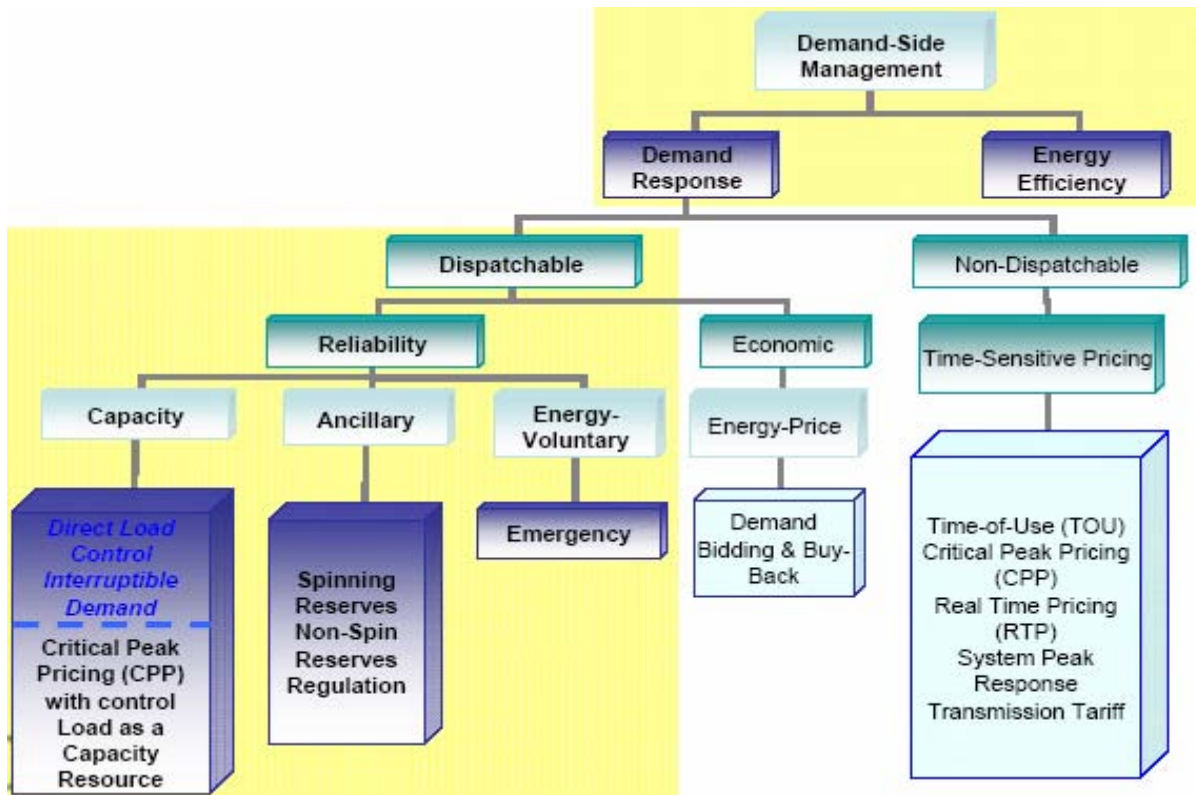 Demand-Side
Management
Demand
Response
Energy
Efficiency
Dispatchable
Non-Dispatchable
Reliability
Economic
Time-Sensitive Pricing
Capacity
Ancillary
Energy-
Voluntary
Energy-Price
Direct Load
Control
Interruptible
Demand
Critical Peak
Pricing (CPP)
with control
Load as a
Capacity
Resource
Spinning
Reserves
Non-Spin
Reserves
Regulation
Emergency
Demand
Bidding & Buy-
Back
Time-of-Use (TOU)
Critical Peak Pricing
(CPP)
Real Time Pricing
(RTP)
System Peak
Response
Transmission Tariff